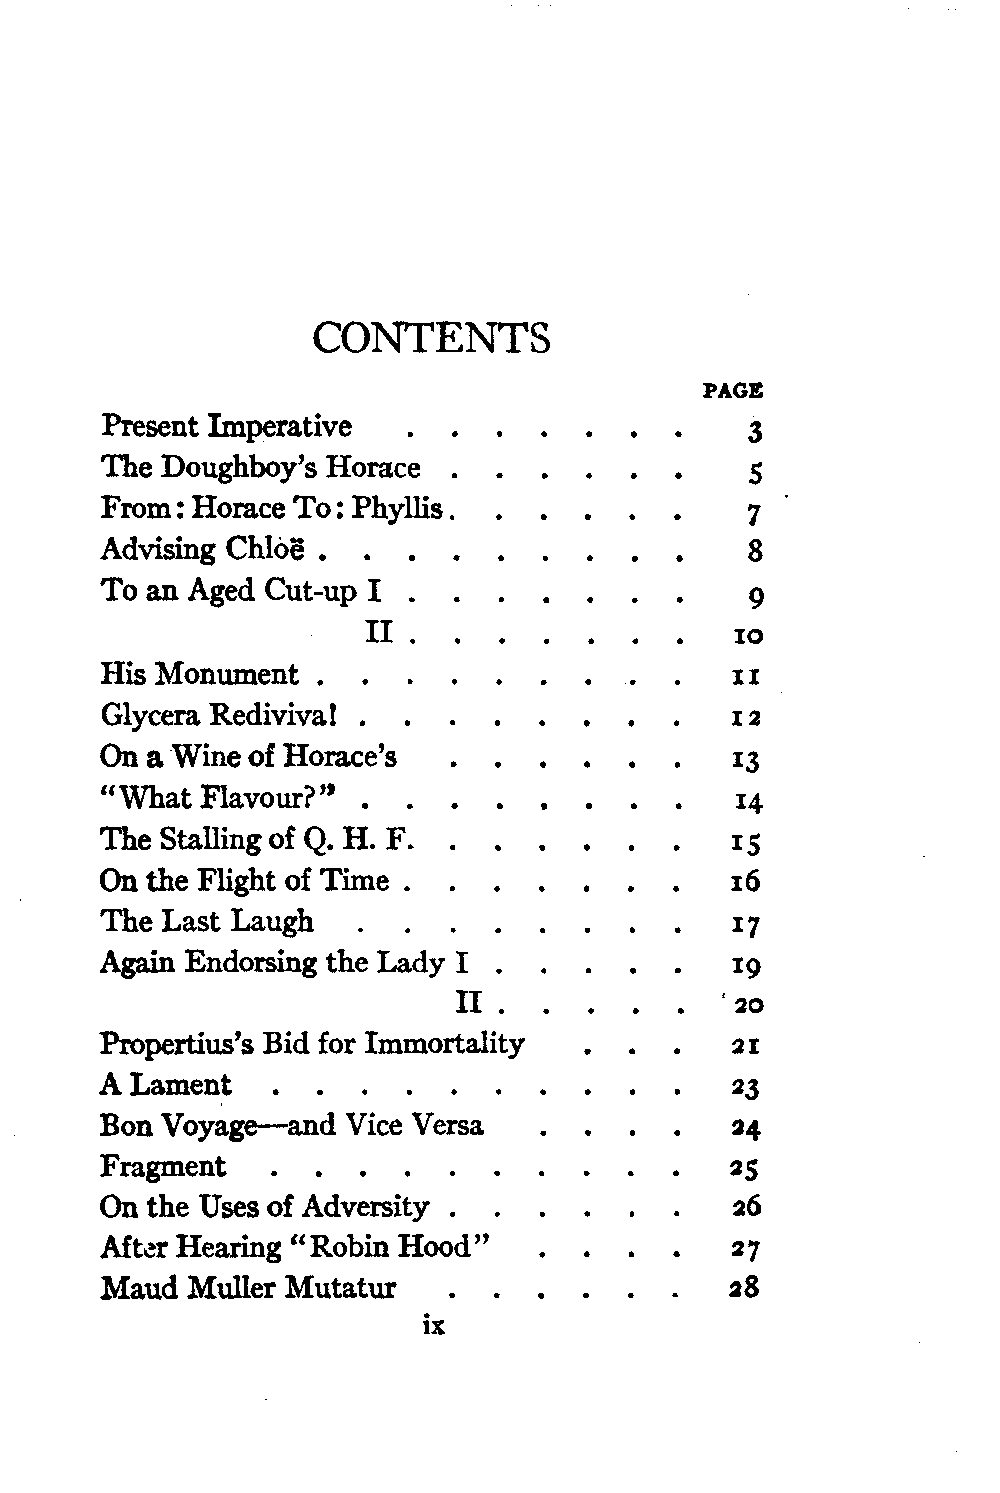 CONTENTS
PAGE
Present Imperative . . . . . . . 3
The Doughboy's Horace . . . . . . 5
From: Horace To: Phyllis . . . . . . 7
Advising Chloë . . . . . . . . . 8
To an Aged Cut-up I . . . . . . . 9
II . . . . . . . 10
His Monument . . . . . . . . . 11
Glycera Rediviva! . . . . . . . . 12
On a Wine of Horace's . . . . . . 13
"What Flavour?" . . . . . . . . 14
The Stalling of Q. H. F. . . . . . . 15
On the Flight of Time . . . . . . . 16
The Last Laugh . . . . . . . . 17
Again Endorsing the Lady I . . . . . 19
II . . . . . 20
Propertius's Bid for Immortality . . . 21
A Lament . . . . . . . . . . 23
Bon Voyage—and Vice Versa . . . . 24
Fragment . . . . . . . . . . 25
On the Uses of Adversity . . . . . . 26
After Hearing "Robin Hood" . . . . 27
Maud Muller Mutatur . . . . . . 28
ix